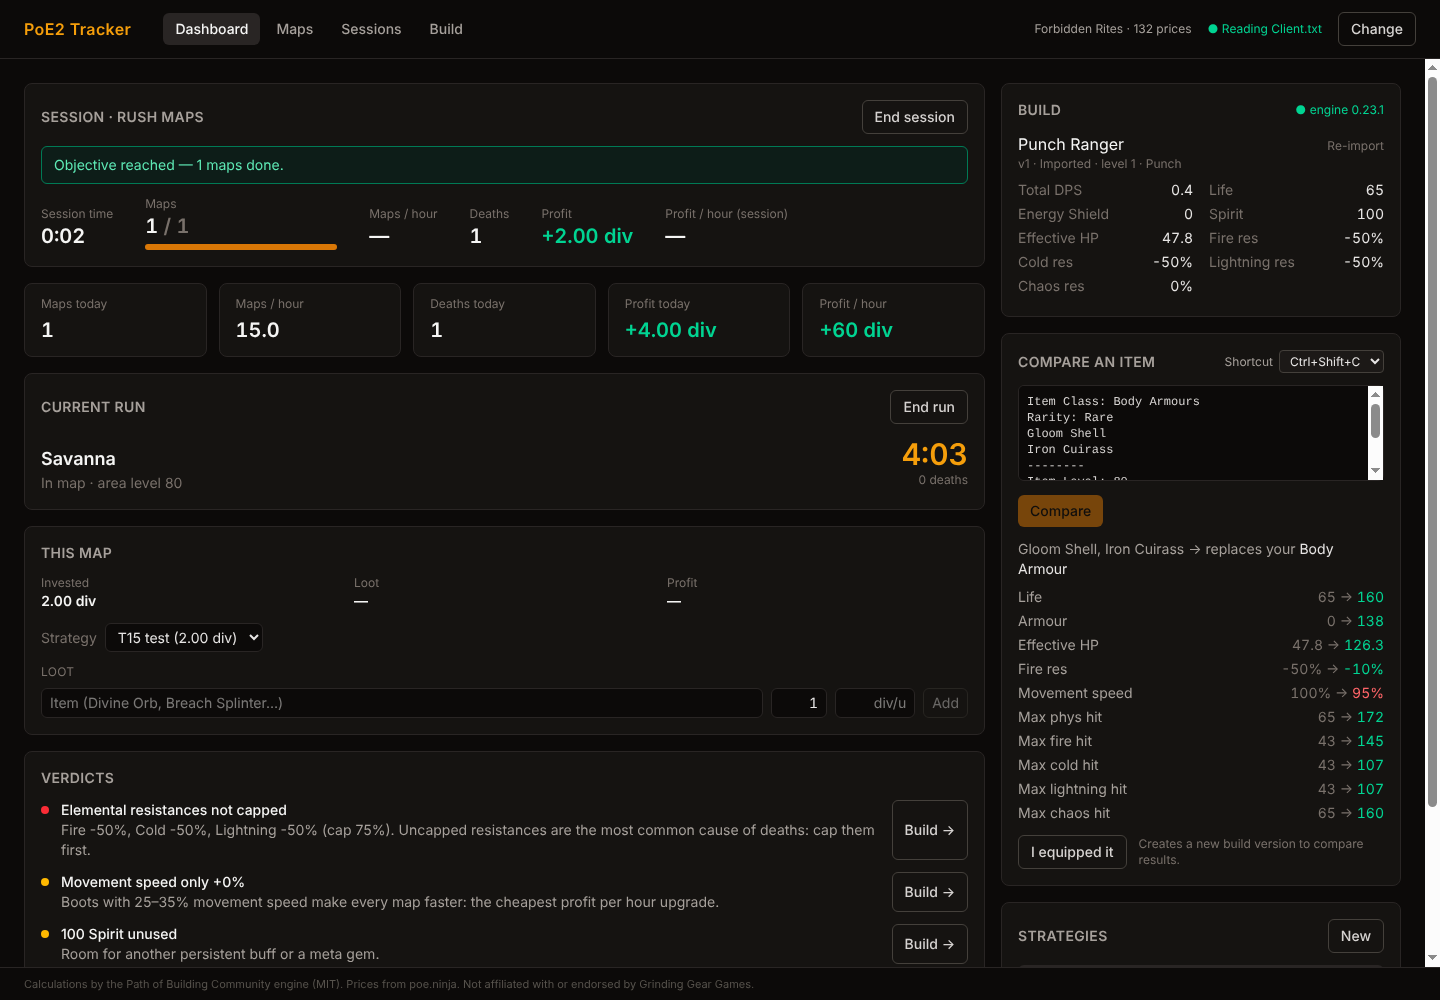 PoE2 Tracker
Dashboard
Maps
Sessions
Build
Forbidden Rites · 132 prices
Reading Client.txt
Change
SESSION · RUSH MAPS
End session
Objective reached — 1 maps done.
Session time
0:02
Maps
1 / 1
Maps / hour
—
Deaths
1
Profit
+2.00 div
Profit / hour (session)
—
Maps today
1
Maps / hour
15.0
Deaths today
1
Profit today
+4.00 div
Profit / hour
+60 div
CURRENT RUN
End run
Savanna
In map · area level 80
4:03
0 deaths
THIS MAP
Invested
2.00 div
Loot
—
Profit
—
Strategy
T15 test (2.00 div)
LOOT
Item (Divine Orb, Breach Splinter...)
1
div/u
Add
VERDICTS
Elemental resistances not capped
Fire -50%, Cold -50%, Lightning -50% (cap 75%). Uncapped resistances are the most common cause of deaths: cap them
first.
Build →
Movement speed only +0%
Boots with 25–35% movement speed make every map faster: the cheapest profit per hour upgrade.
Build →
100 Spirit unused
Room for another persistent buff or a meta gem.
Build →
BUILD
engine 0.23.1
Punch Ranger
Re-import
v1 · Imported · level 1 · Punch
Total DPS 0.4
Life 65
Energy Shield 0
Spirit 100
Effective HP 47.8
Fire res -50%
Cold res -50%
Lightning res -50%
Chaos res 0%
COMPARE AN ITEM
Shortcut
Ctrl+Shift+C
Item Class: Body Armours
Rarity: Rare
Gloom Shell
Iron Cuirass
--------
Item Level: 80
Compare
Gloom Shell, Iron Cuirass → replaces your Body
Armour
Life 65 → 160
Armour 0 → 138
Effective HP 47.8 → 126.3
Fire res -50% → -10%
Movement speed 100% → 95%
Max phys hit 65 → 172
Max fire hit 43 → 145
Max cold hit 43 → 107
Max lightning hit 43 → 107
Max chaos hit 65 → 160
I equipped it
Creates a new build version to compare
results.
STRATEGIES
New
Calculations by the Path of Building Community engine (MIT). Prices from poe.ninja. Not affiliated with or endorsed by Grinding Gear Games.